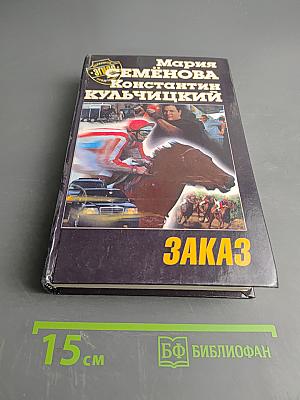 Мария
СЕМЁНОВА
Константин
КУЛЬЧИЦКИЙ
ЗАКАЗ
15 см
БФ БИБЛИОФАН